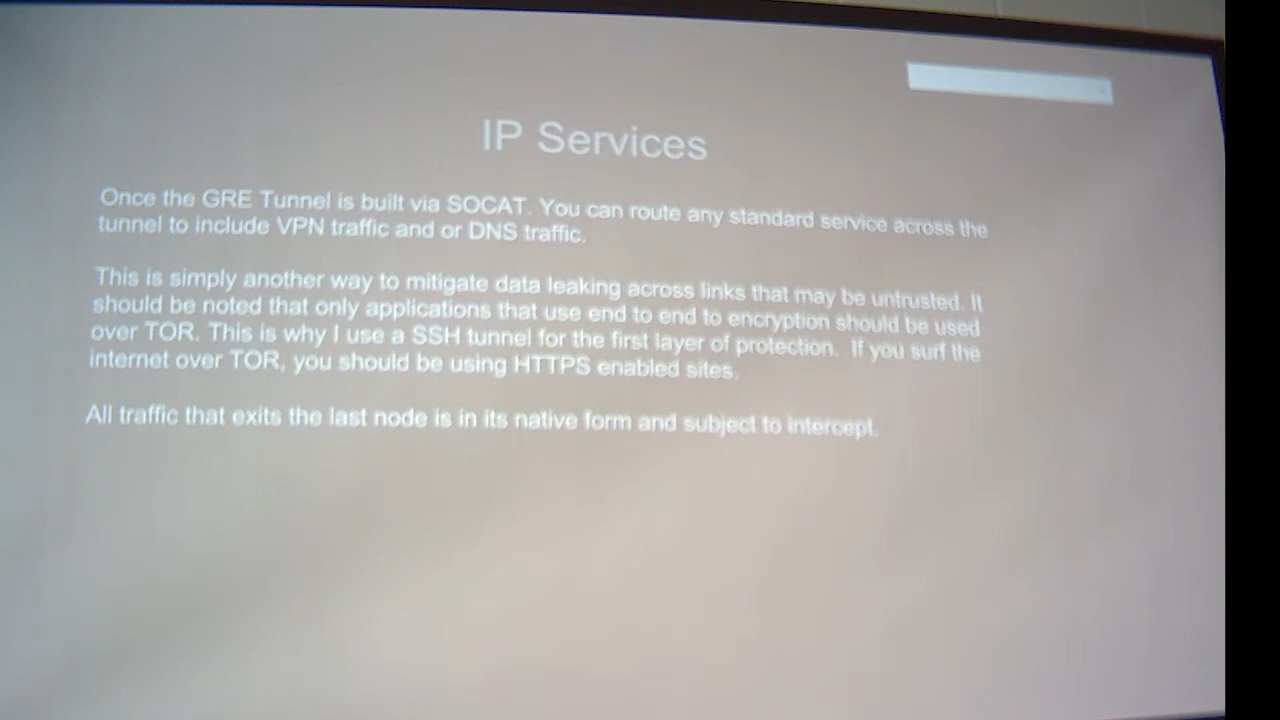 IP Services
Once the GRE Tunnel is built via SOCAT. You can route any standard service across the
tunnel to include VPN traffic and or DNS traffic.
This is simply another way to mitigate data leaking across links that may be untrusted. It
should be noted that only applications that use end to end to encryption should be used
over TOR. This is why I use a SSH tunnel for the first layer of protection. If you surf the
internet over TOR, you should be using HTTPS enabled sites.
All traffic that exits the last node is in its native form and subject to intercept.